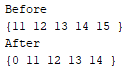 Before
{11 12 13 14 15 }
After
{0 11 12 13 14 }